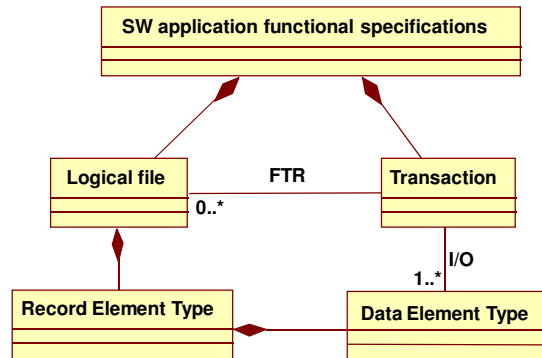 SW application functional specifications
Logical file
FTR
Transaction
0..*
I/O
1..*
Record Element Type
Data Element Type